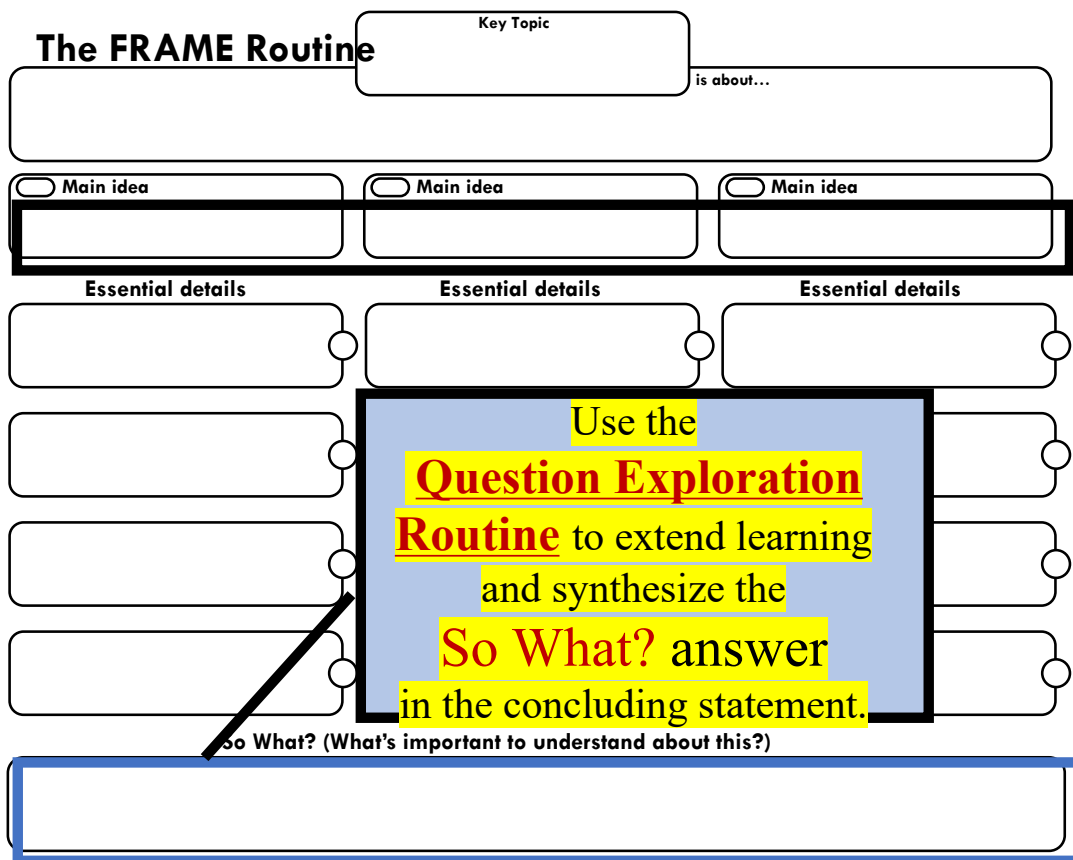 Key Topic
The FRAME Routine
is about...
Main idea
Main idea
Main idea
Essential details
Essential details
Essential details
Use the
Question Exploration
Routine to extend learning
and synthesize the
So What? answer
in the concluding statement.
So What? (What's important to understand about this?)